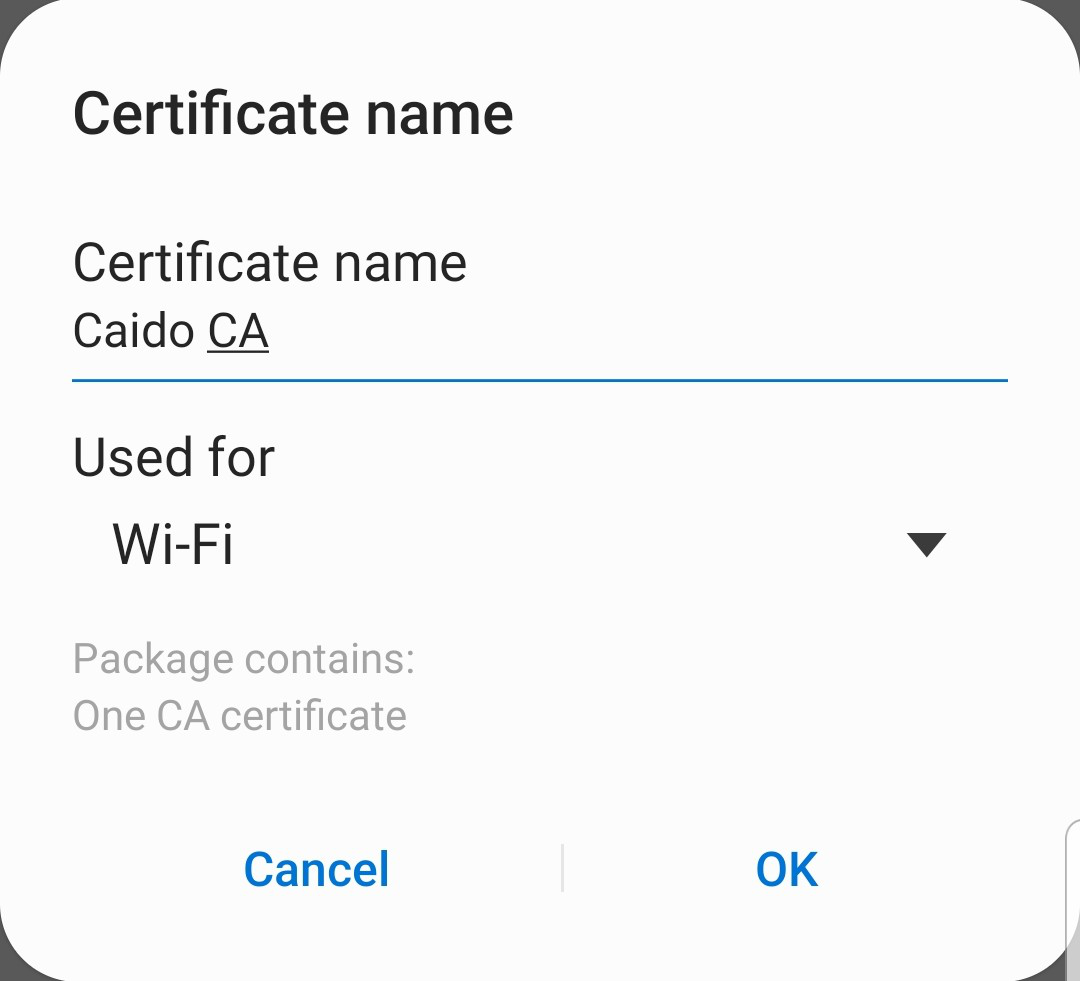 Certificate name
Certificate name
Caido CA
Used for
Wi-Fi
Package contains:
One CA certificate
Cancel
OK